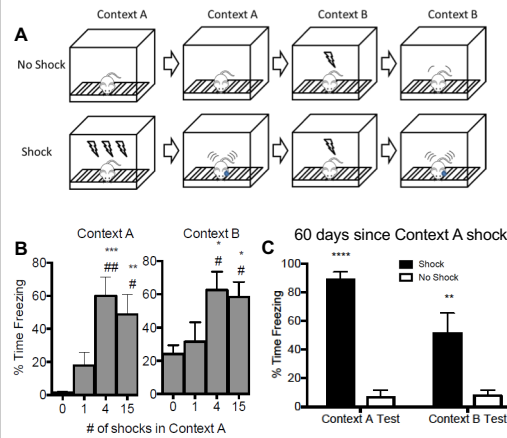 Context A Context A Context B Context B
A
No Shock
Shock
B Context A Context B
% Time Freezing
80
60
40
20
0
*** ## ** #
0 1 4 15
80
60
40
20
0
* # * #
0 1 4 15
# of shocks in Context A
C 60 days since Context A shock
% Time Freezing
100
80
60
40
20
0
**** **
Shock
No Shock
Context A Test Context B Test